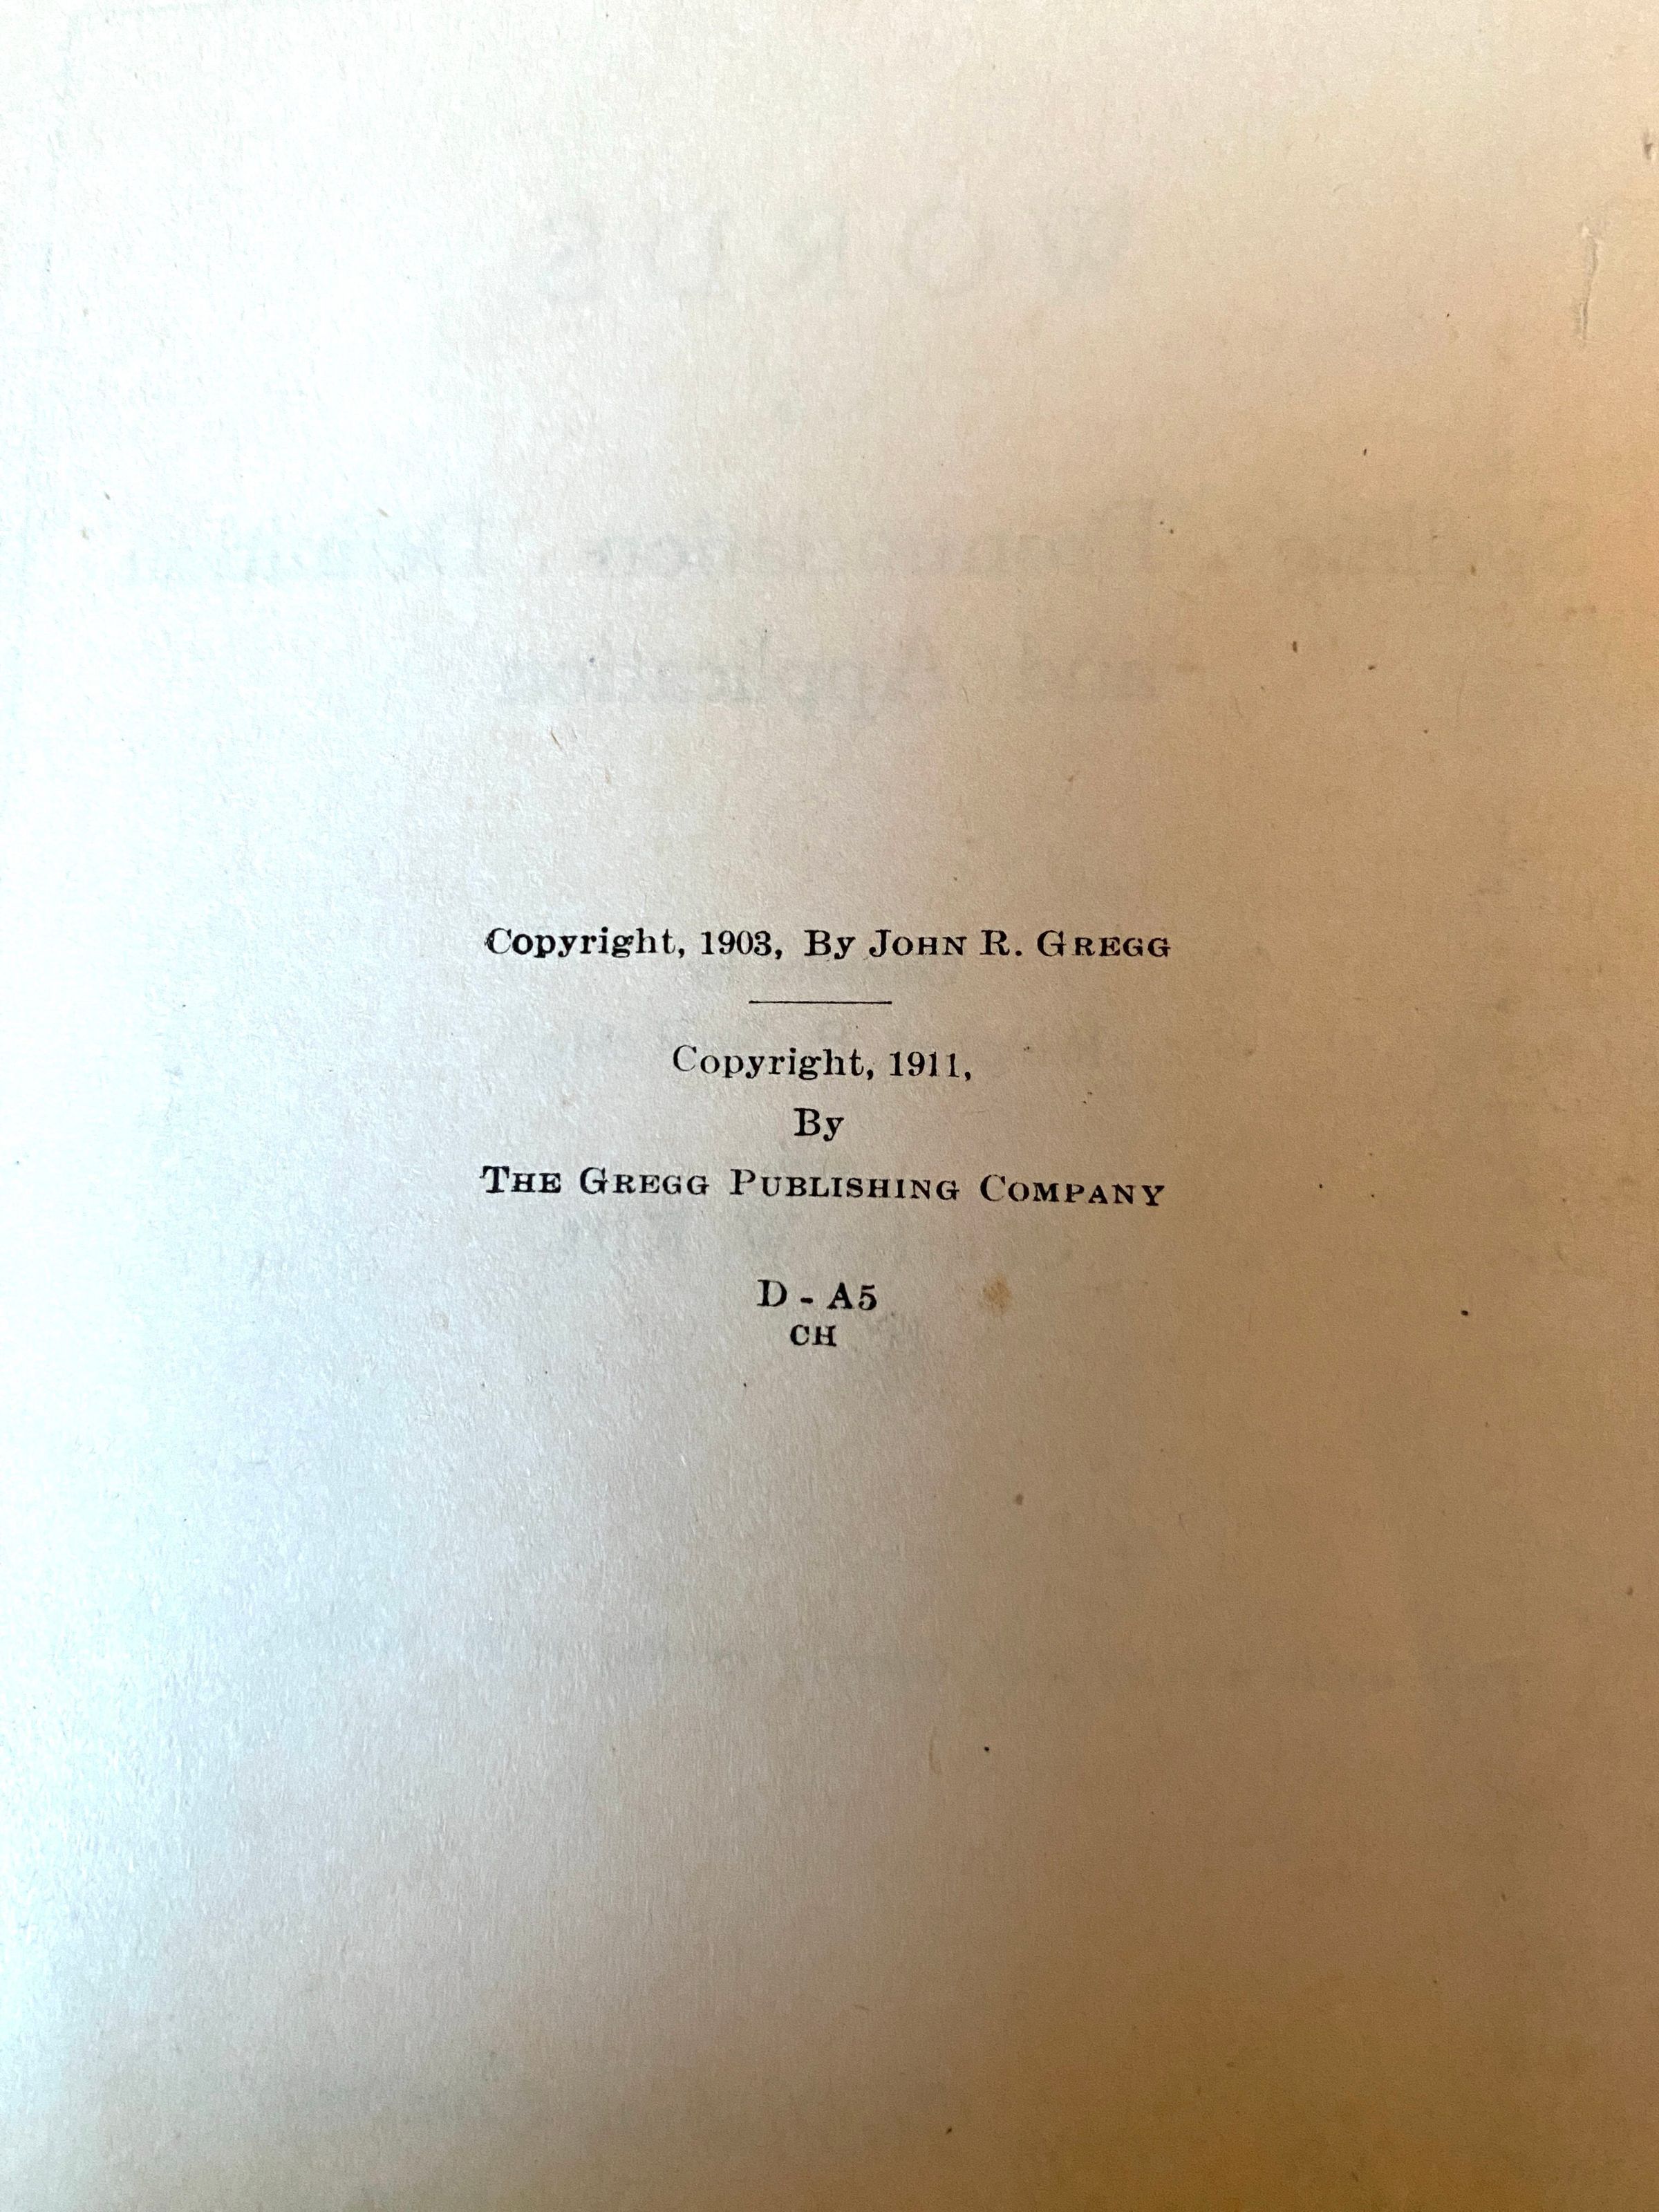 Copyright, 1903, By JOHN R. GREGG
Copyright, 1911,
By
THE GREGG PUBLISHING COMPANY
D - A5
CH